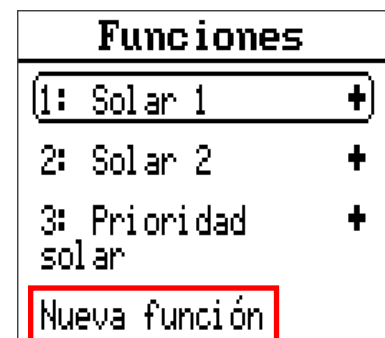 Funciones
1: Solar 1 +
2: Solar 2 +
3: Prioridad +
solar
Nueva función